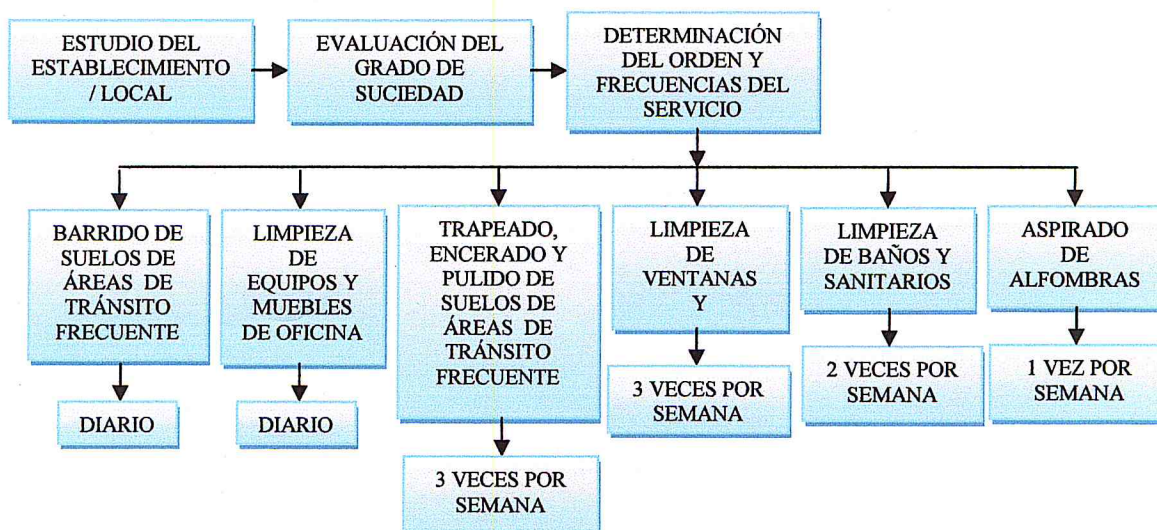 ESTUDIO DEL
ESTABLECIMIENTO
/ LOCAL
EVALUACIÓN DEL
GRADO DE
SUCIEDAD
DETERMINACIÓN
DEL ORDEN Y
FRECUENCIAS DEL
SERVICIO
BARRIDO DE
SUELOS DE
ÁREAS DE
TRÁNSITO
FRECUENTE
LIMPIEZA
DE
EQUIPOS Y
MUEBLES
DE OFICINA
TRAPEADO,
ENCERADO Y
PULIDO DE
SUELOS DE
ÁREAS DE
TRÁNSITO
FRECUENTE
LIMPIEZA
DE
VENTANAS
Y
LIMPIEZA
DE BAÑOS Y
SANITARIOS
ASPIRADO
DE
ALFOMBRAS
DIARIO
DIARIO
3 VECES POR
SEMANA
3 VECES POR
SEMANA
2 VECES POR
SEMANA
1 VEZ POR
SEMANA